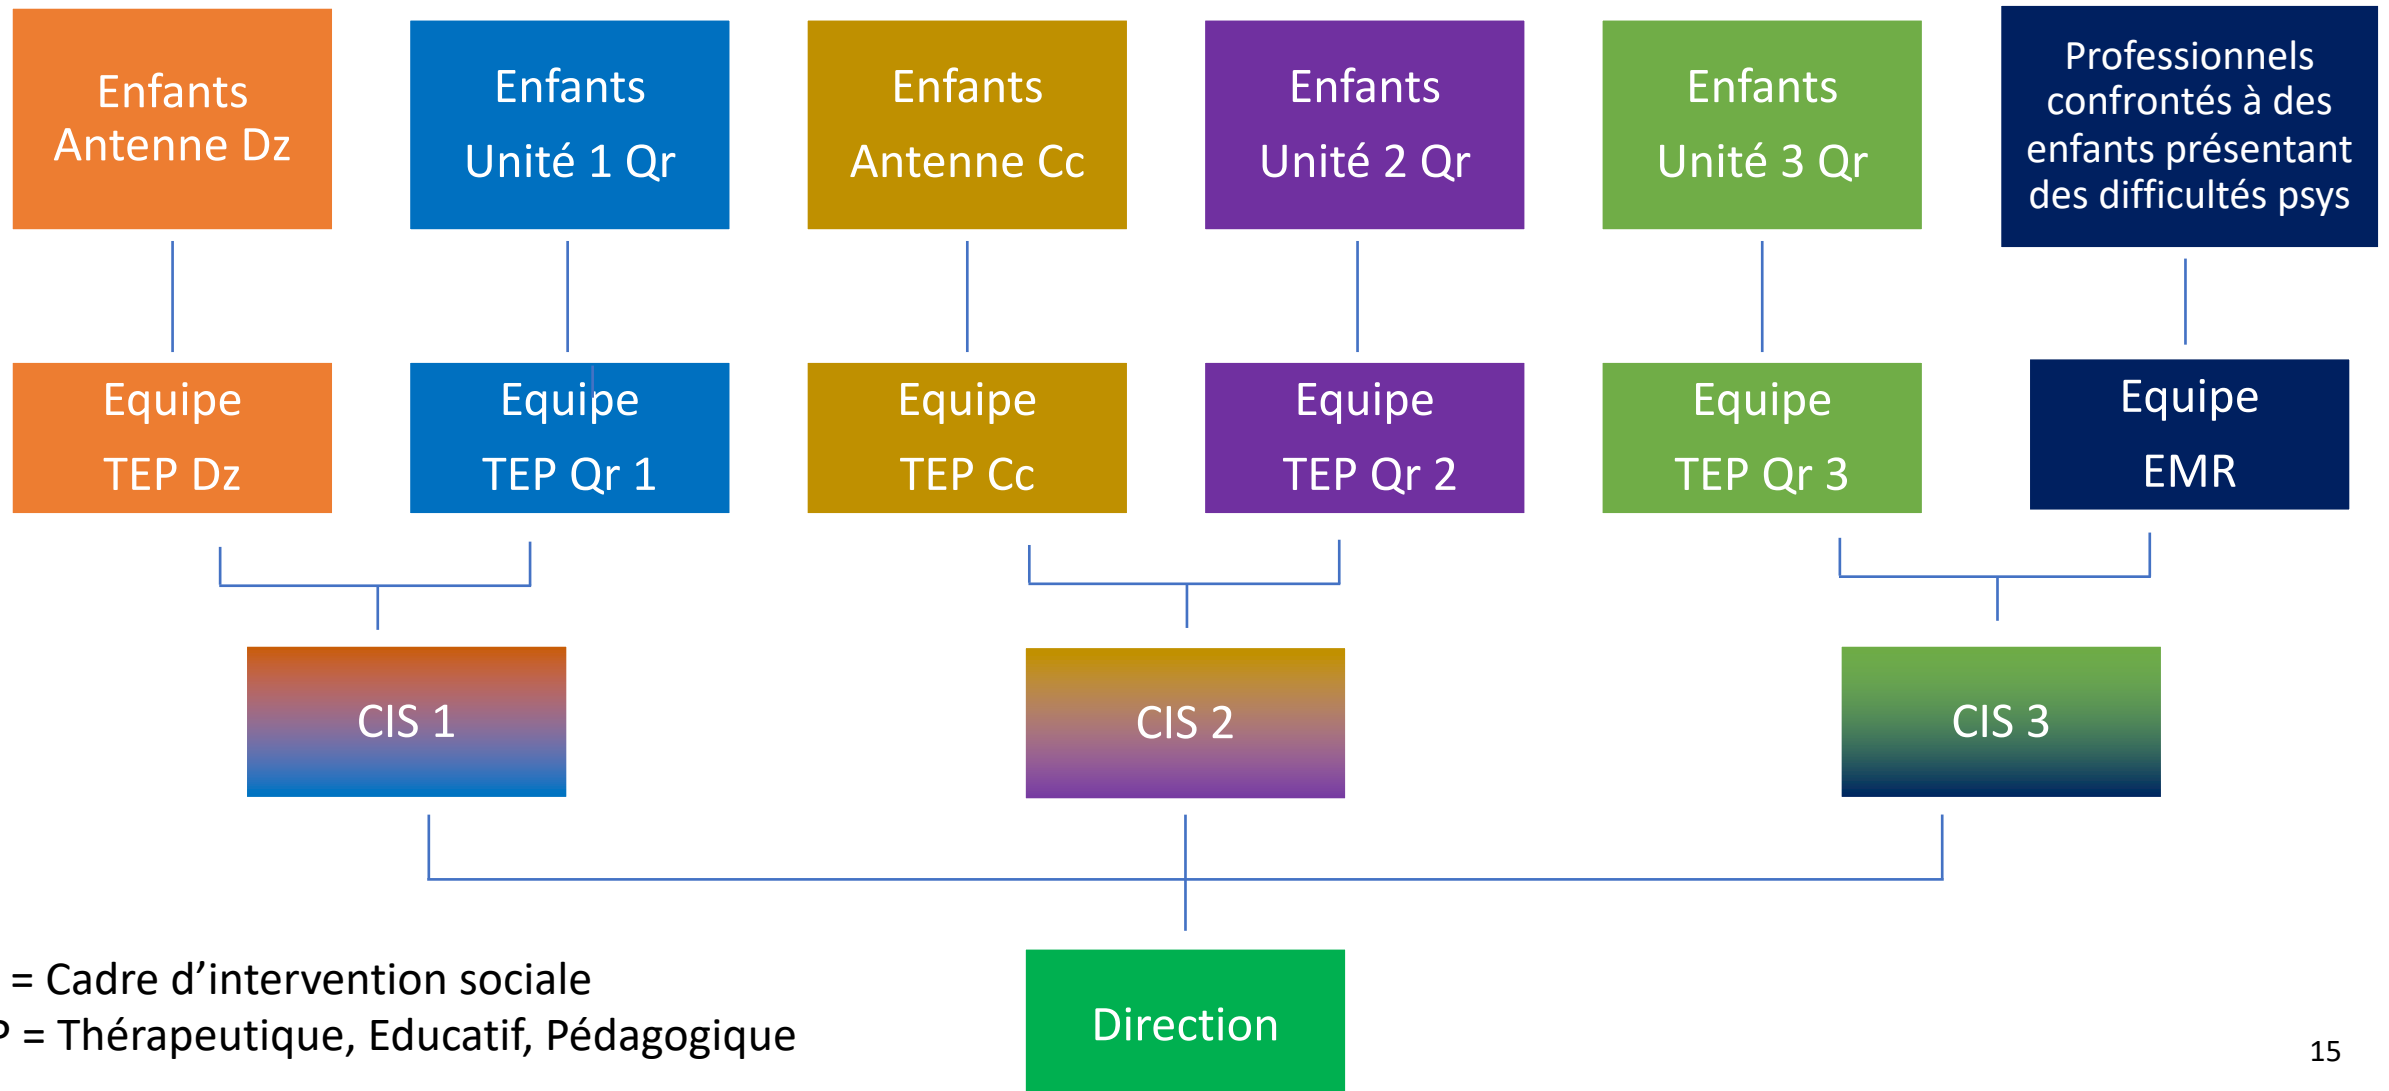 Enfants
Antenne Dz
Enfants
Unité 1 Qr
Enfants
Antenne Cc
Enfants
Unité 2 Qr
Enfants
Unité 3 Qr
Professionnels
confrontés à des
enfants présentant
des difficultés psys
Equipe
TEP Dz
Equipe
TEP Qr 1
Equipe
TEP Cc
Equipe
TEP Qr 2
Equipe
TEP Qr 3
Equipe
EMR
CIS 1
CIS 2
CIS 3
= Cadre d’intervention sociale
P = Thérapeutique, Educatif, Pédagogique
Direction
15